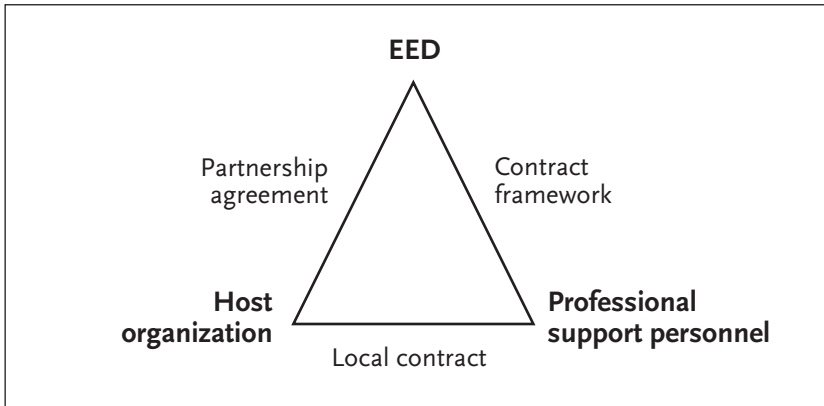 EED
Partnership
agreement
Contract
framework
Host
organization
Professional
support personnel
Local contract